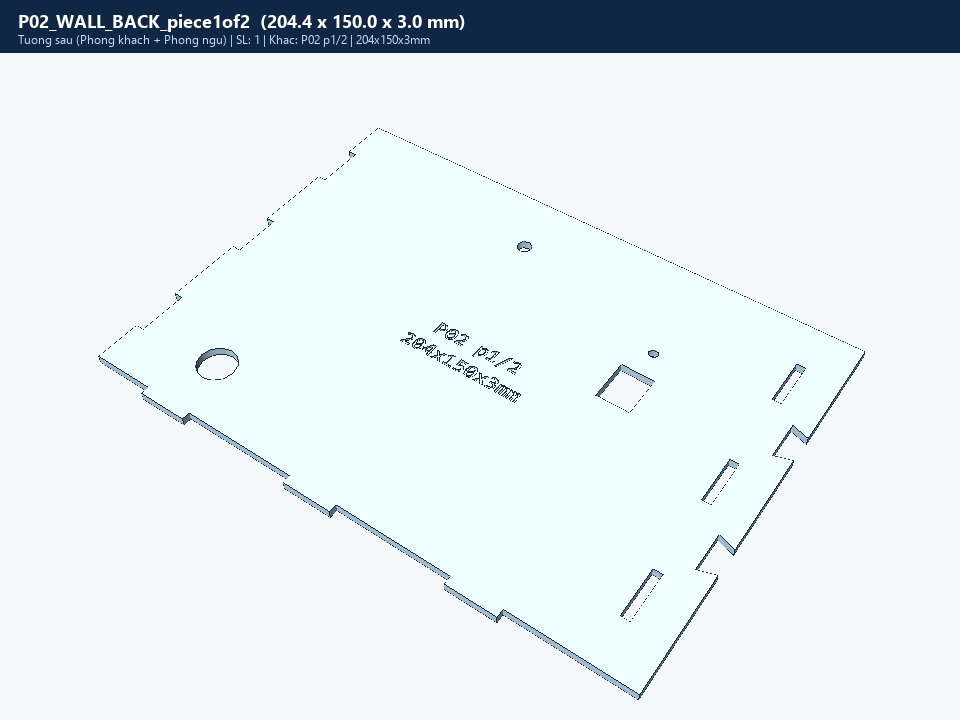 P02_WALL_BACK_piece1of2 (204.4 x 150.0 x 3.0 mm)
Tuong sau (Phong khach + Phong ngu) | SL: 1 | Khac: P02 p1/2 | 204x150x3mm
P02 p1/2
204x150x3mm